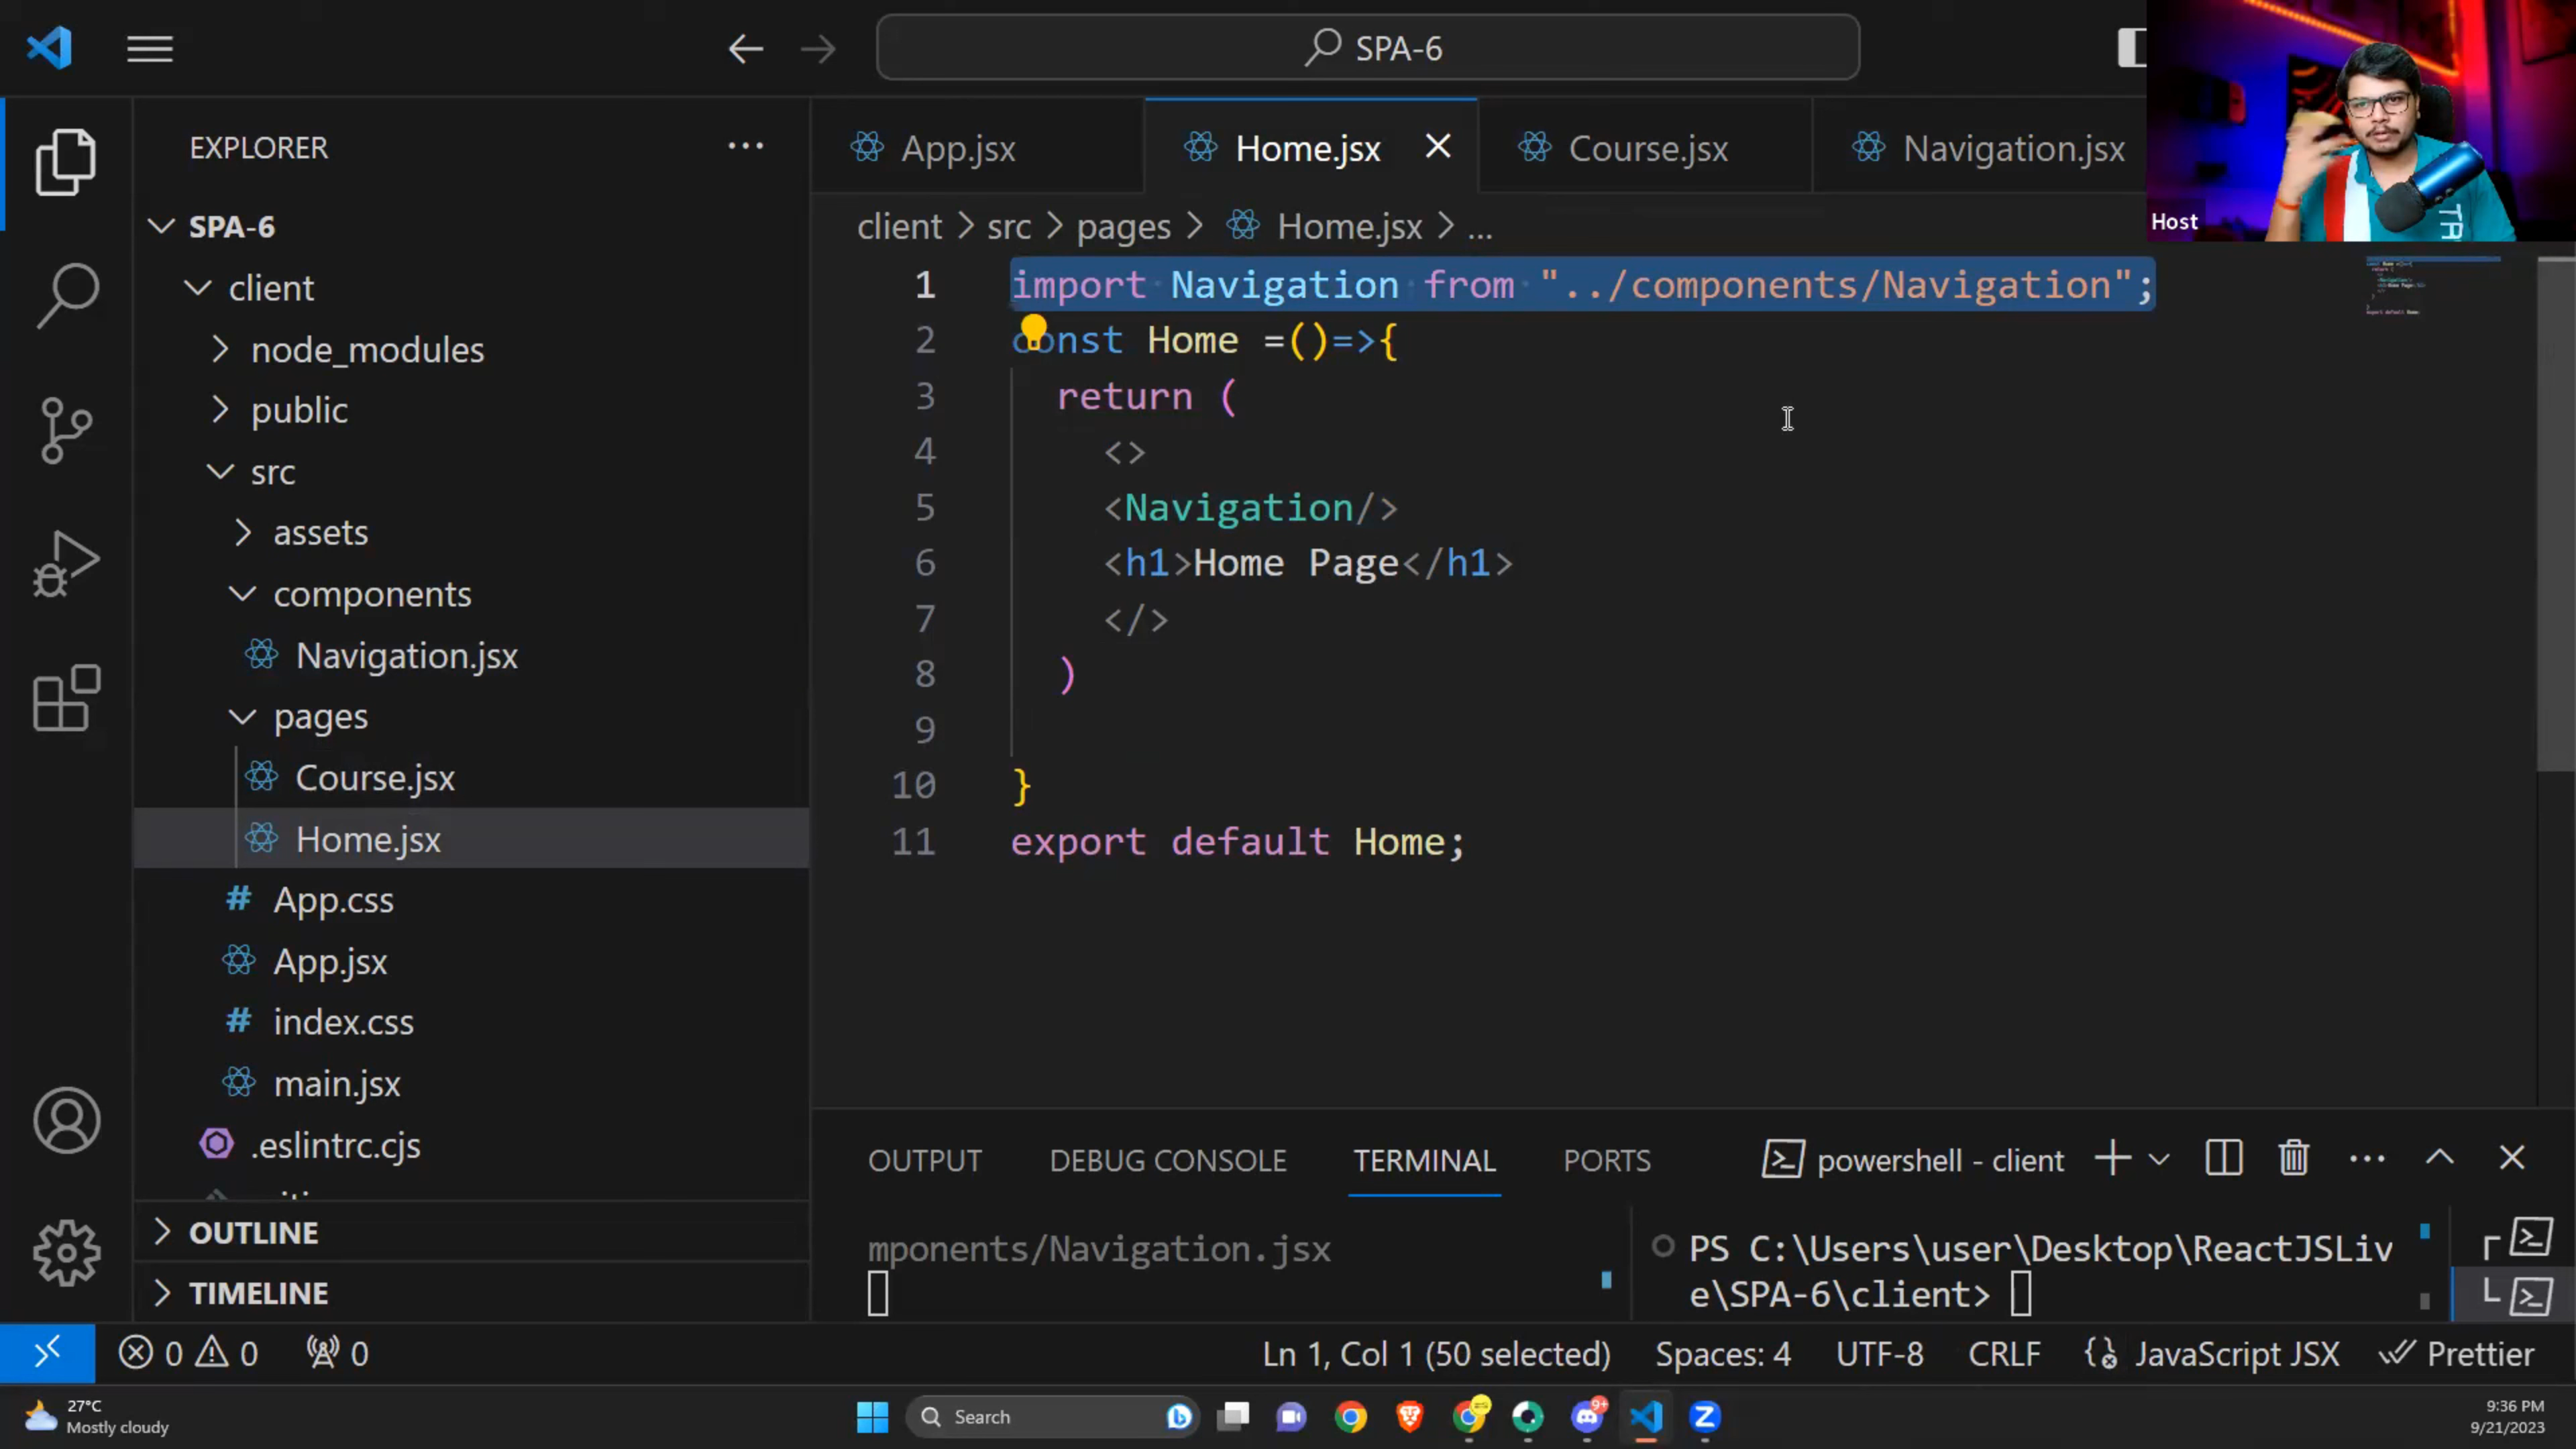 SPA-6
EXPLORER
...
App.jsx
Home.jsx
Course.jsx
Navigation.jsx
Host
SPA-6
client
node_modules
public
src
assets
components
Navigation.jsx
pages
Course.jsx
Home.jsx
# App.css
App.jsx
# index.css
main.jsx
.eslintrc.cjs
OUTLINE
TIMELINE
client > src > pages > Home.jsx > ...
1 import Navigation from "../components/Navigation";
2 const Home =()=>{
3 return (
4 <>
5 <Navigation/>
6 <h1>Home Page</h1>
7 </>
8 )
9
10 }
11 export default Home;
OUTPUT DEBUG CONSOLE TERMINAL PORTS powershell - client
mponents/Navigation.jsx
PS C:\Users\user\Desktop\ReactJSLiv
e\SPA-6\client>
0 0 0 Ln 1, Col 1 (50 selected) Spaces: 4 UTF-8 CRLF JavaScript JSX Prettier
27°C
Mostly cloudy
Search
9+
9:36 PM
9/21/2023